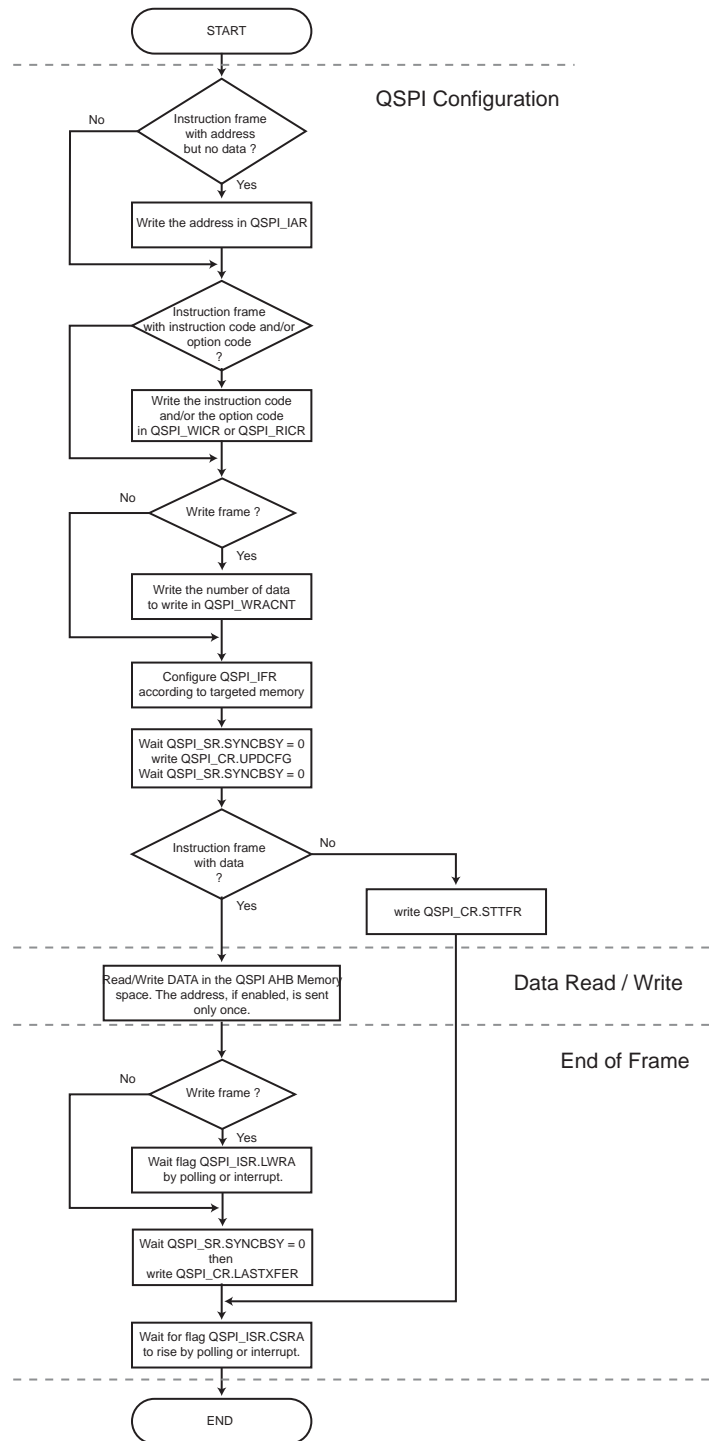 START
QSPI Configuration
Instruction frame
with address
but no data ?
No
Yes
Write the address in QSPI_IAR
Instruction frame
with instruction code and/or
option code
?
Write the instruction code
and/or the option code
in QSPI_WICR or QSPI_RICR
No
Write frame ?
Yes
Write the number of data
to write in QSPI_WRACNT
Configure QSPI_IFR
according to targeted memory
Wait QSPI_SR.SYNCBSY = 0
write QSPI_CR.UPDCFG
Wait QSPI_SR.SYNCBSY = 0
Instruction frame
with data
?
No
Yes
write QSPI_CR.STTFR
Read/Write DATA in the QSPI AHB Memory
space. The address, if enabled, is sent
only once.
Data Read / Write
End of Frame
No
Write frame ?
Yes
Wait flag QSPI_ISR.LWRA
by polling or interrupt.
Wait QSPI_SR.SYNCBSY = 0
then
write QSPI_CR.LASTXFER
Wait for flag QSPI_ISR.CSRA
to rise by polling or interrupt.
END